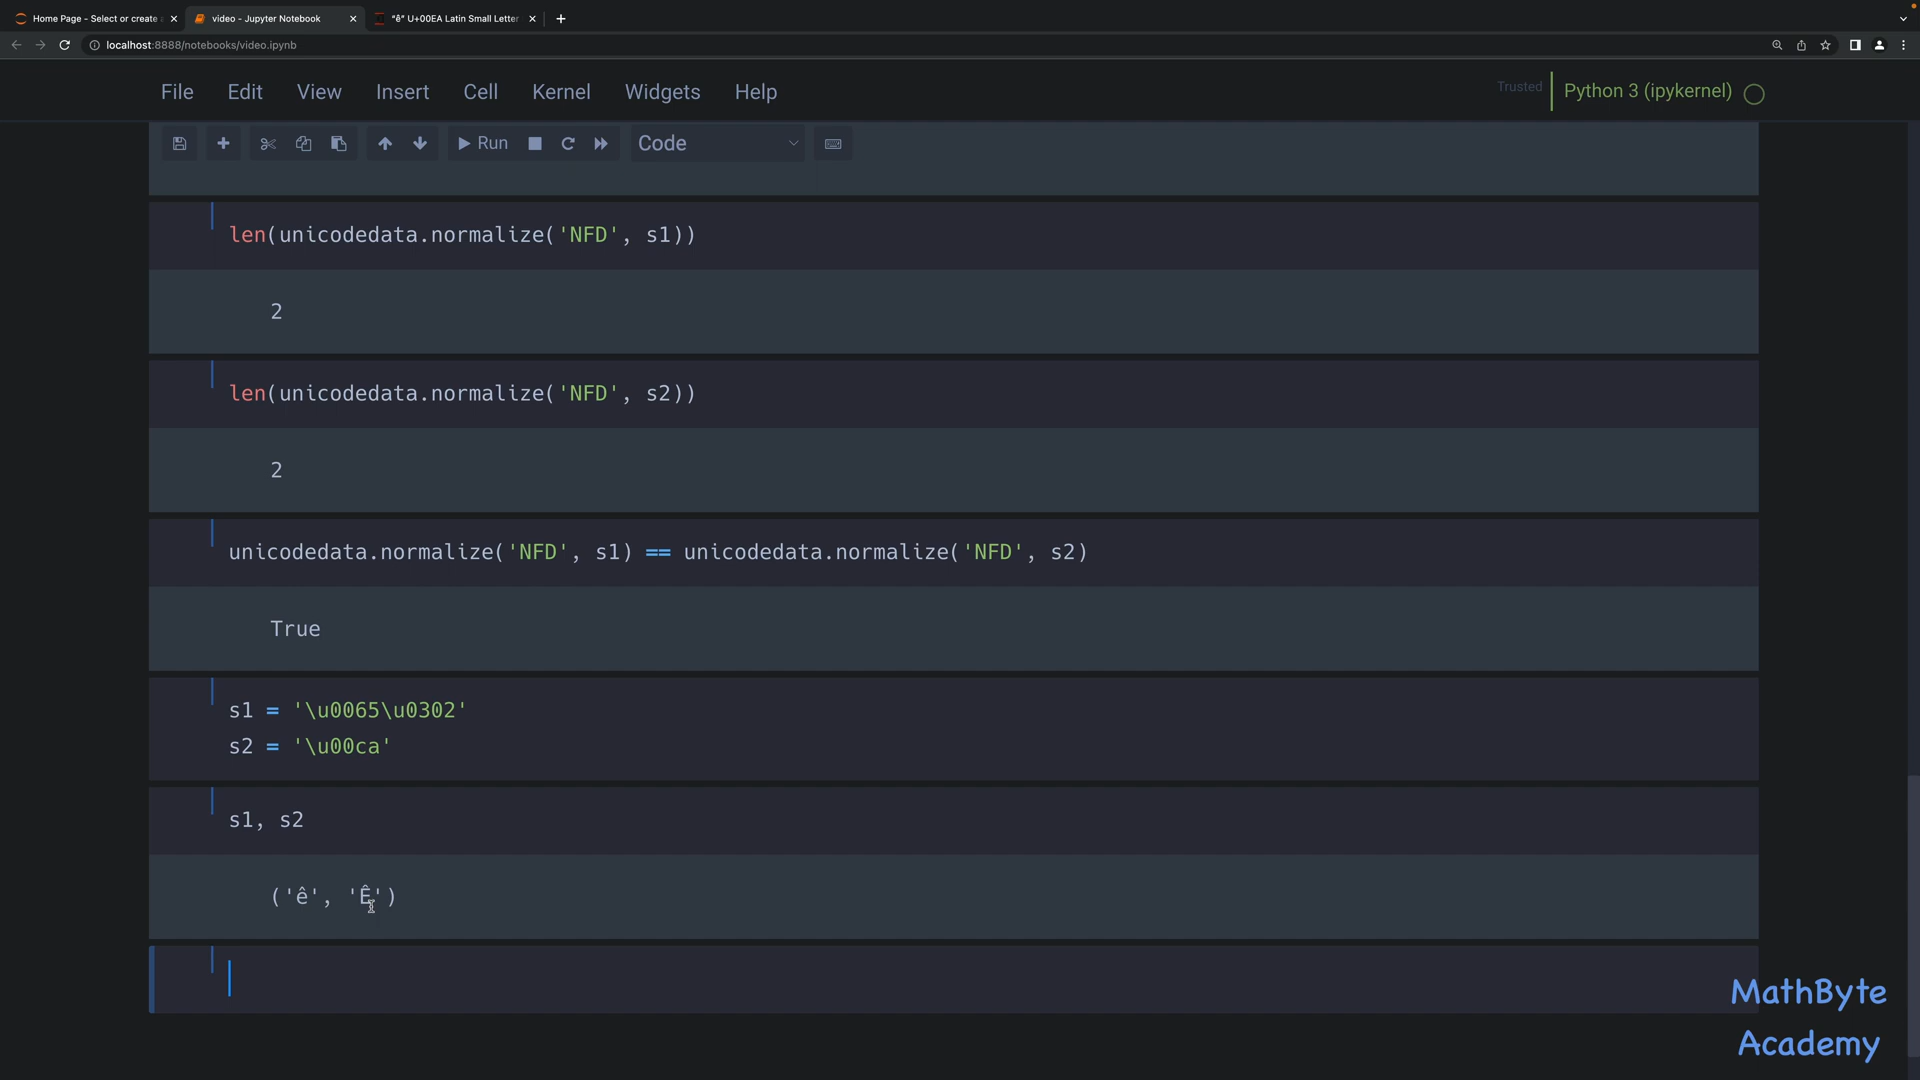 Home Page - Select or create a
video - Jupyter Notebook
"ê" U+00EA Latin Small Letter
localhost:8888/notebooks/video.ipynb
File Edit View Insert Cell Kernel Widgets Help
Trusted
Python 3 (ipykernel)
Run
Code
len(unicodedata.normalize('NFD', s1))
2
len(unicodedata.normalize('NFD', s2))
2
unicodedata.normalize('NFD', s1) == unicodedata.normalize('NFD', s2)
True
s1 = '\u0065\u0302'
s2 = '\u00ca'
s1, s2
('ê', 'Ê')
MathByte
Academy